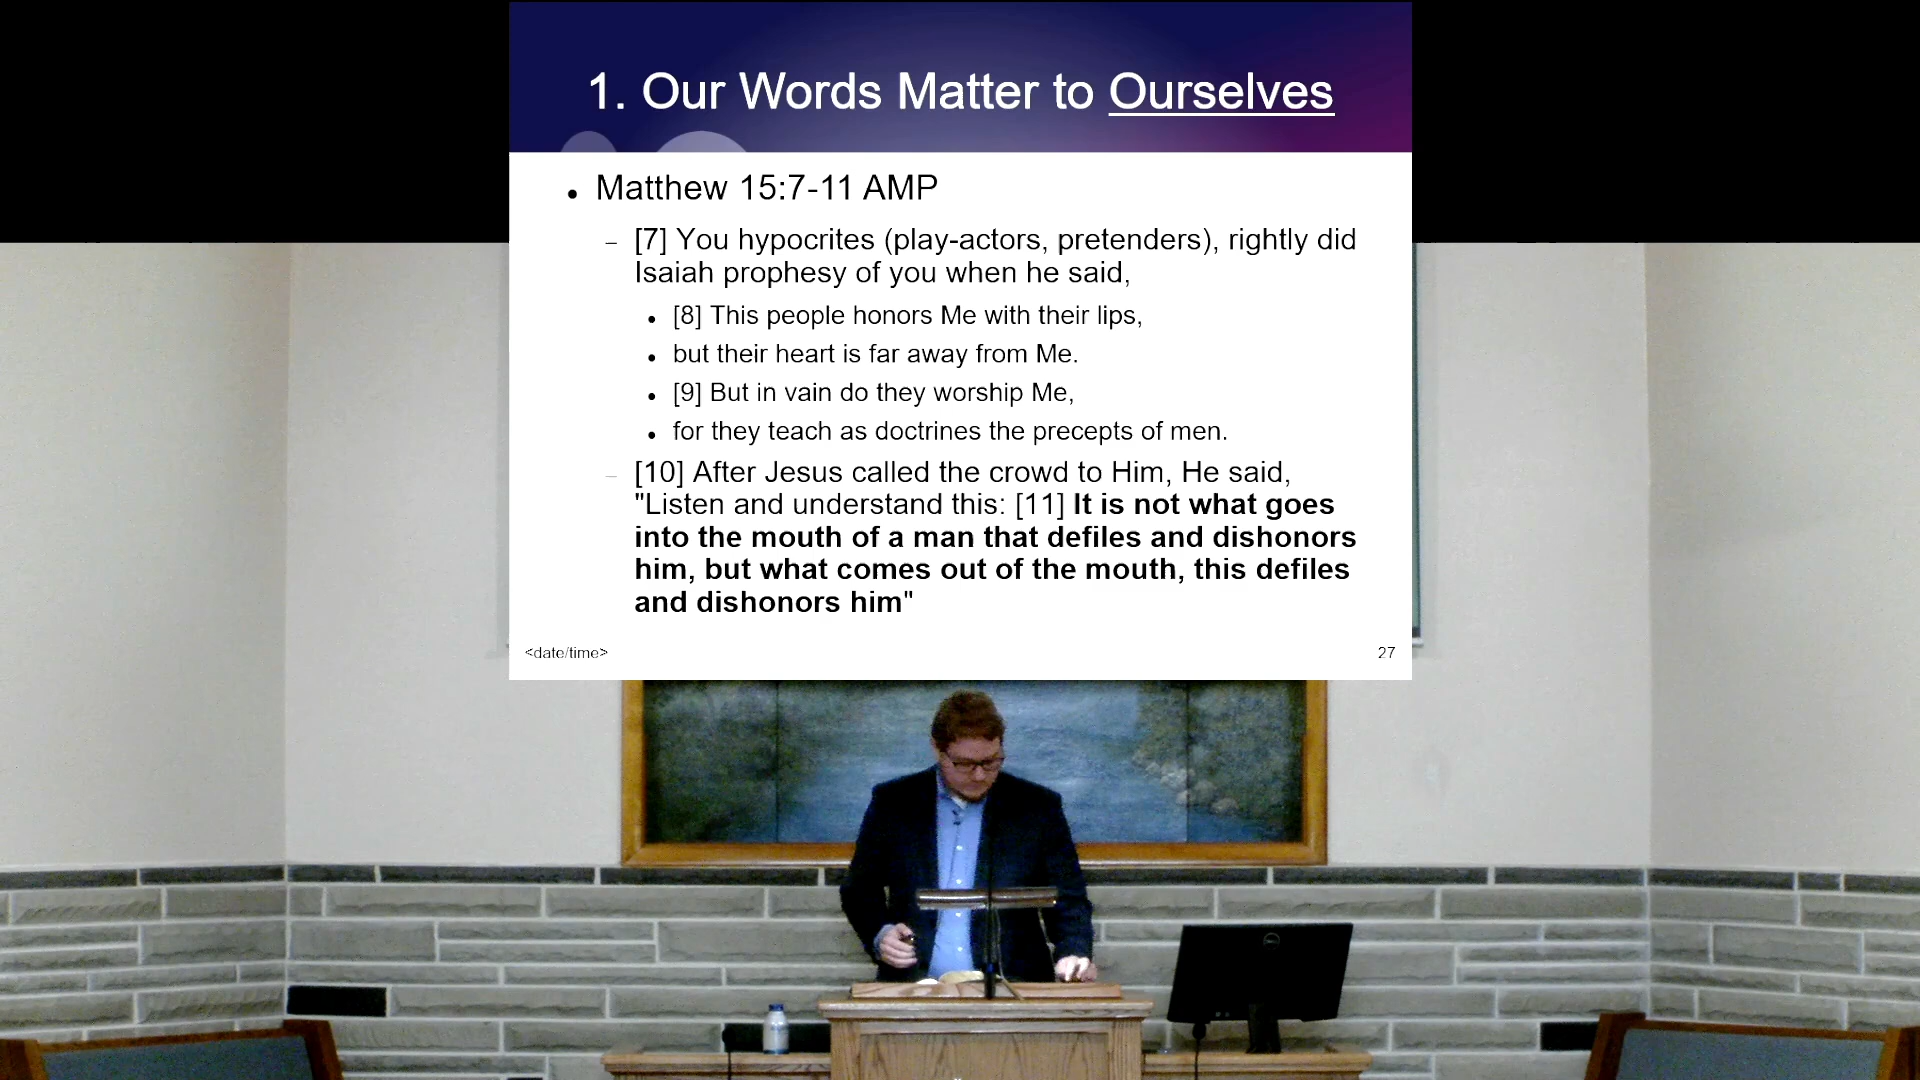 1. Our Words Matter to Ourselves
• Matthew 15:7-11 AMP
– [7] You hypocrites (play-actors, pretenders), rightly did
Isaiah prophesy of you when he said,
• [8] This people honors Me with their lips,
• but their heart is far away from Me.
• [9] But in vain do they worship Me,
• for they teach as doctrines the precepts of men.
– [10] After Jesus called the crowd to Him, He said,
"Listen and understand this: [11] It is not what goes
into the mouth of a man that defiles and dishonors
him, but what comes out of the mouth, this defiles
and dishonors him"
<date/time>
27
DELL